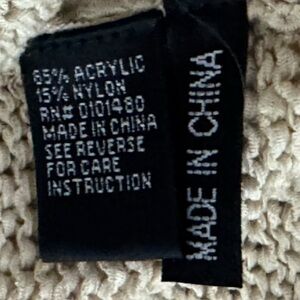 85% ACRYLIC
15% NYLON
RN# 0101480
MADE IN CHINA
SEE REVERSE
FOR CARE
INSTRUCTION
MADE IN CHINA